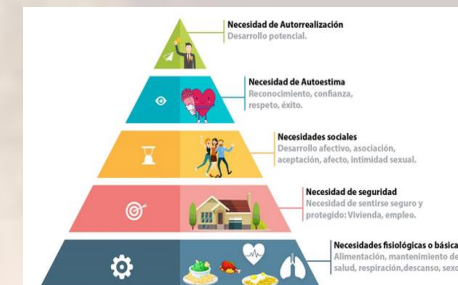 Necesidad de Autorrealización
Desarrollo potencial.
Necesidad de Autoestima
Reconocimiento, confianza,
respeto, éxito.
Necesidades sociales
Desarrollo afectivo, asociación,
aceptación, afecto, intimidad sexual.
Necesidad de seguridad
Necesidad de sentirse seguro y
protegido: Vivienda, empleo.
Necesidades fisiológicas o básica
Alimentación, mantenimiento de
salud, respiración,descanso, sexo